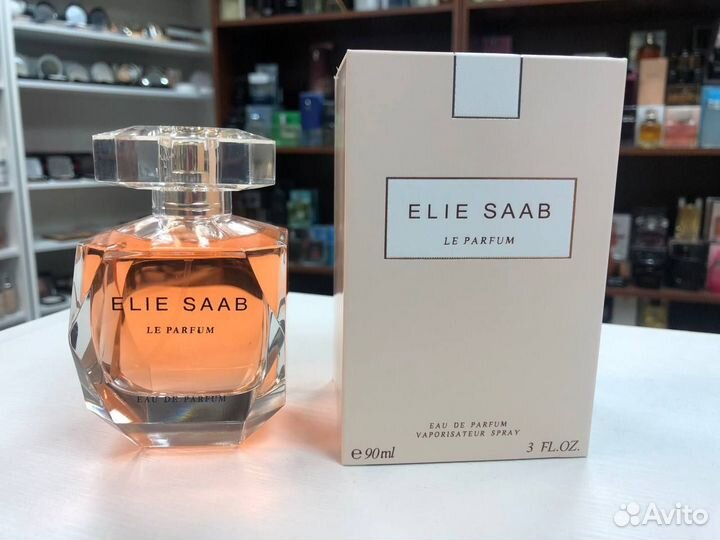 ELIE SAAB
LE PARFUM
EAU DE PARFUM
ELIE SAAB
LE PARFUM
EAU DE PARFUM
VAPORISATEUR SPRAY
e 90ml
3 FL.OZ.
Avito